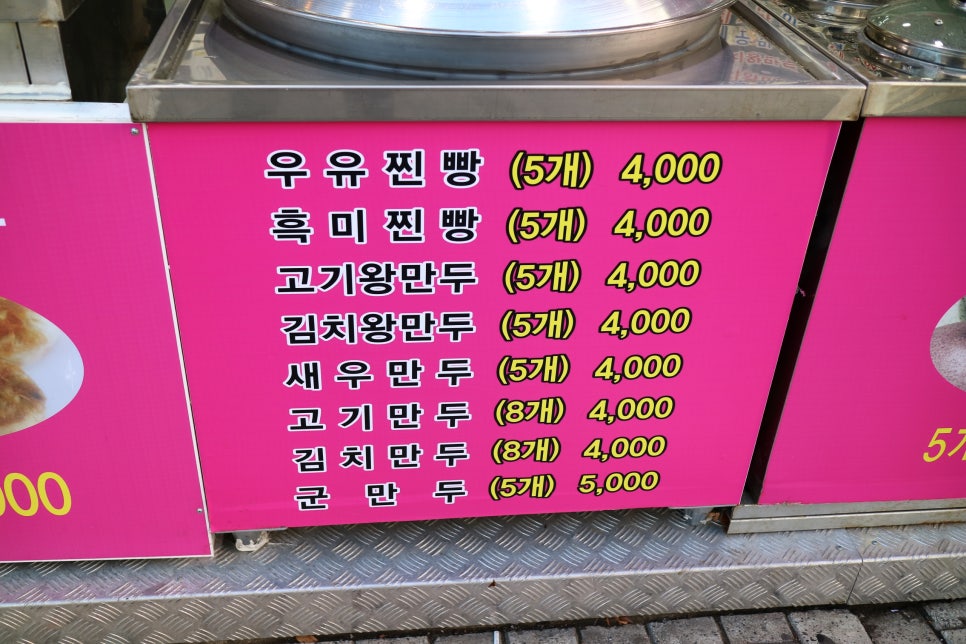 우유찐빵 (5개) 4,000
흑미찐빵 (5개) 4,000
고기왕만두 (5개) 4,000
김치왕만두 (5개) 4,000
새우만두 (5개) 4,000
고기만두 (8개) 4,000
김치만두 (8개) 4,000
군만두 (5개) 5,000